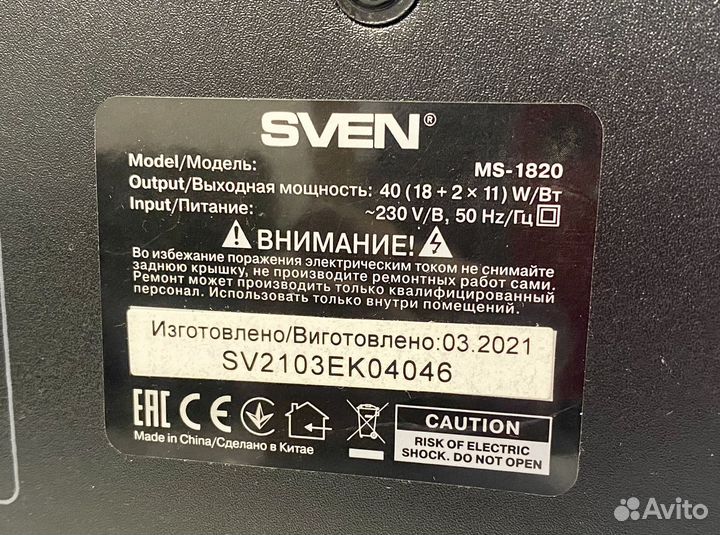 SVEN®
Model/Модель: MS-1820
Output/Выходная мощность: 40 (18 + 2 × 11) W/Вт
Input/Питание: ~230 V/В, 50 Hz/Гц
ВНИМАНИЕ!
Во избежание поражения электрическим током не снимайте
заднюю крышку, не производите ремонтных работ сами.
Ремонт может производить только квалифицированный
персонал. Использовать только внутри помещений.
Изготовлено/Виготовлено:03.2021
SV2103EK04046
EAC CE
Made in China/Сделано в Китае
CAUTION
RISK OF ELECTRIC
SHOCK. DO NOT OPEN
Avito